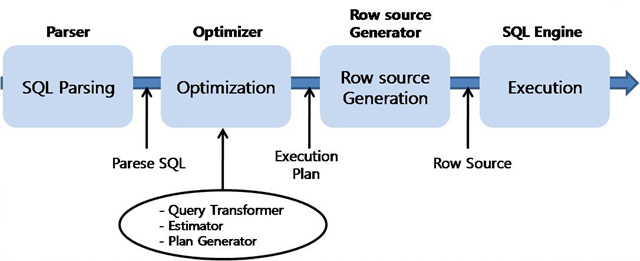 Parser
Optimizer
Row source
Generator
SQL Engine
SQL Parsing
Optimization
Row source
Generation
Execution
Parese SQL
Execution
Plan
Row Source
- Query Transformer
- Estimator
- Plan Generator